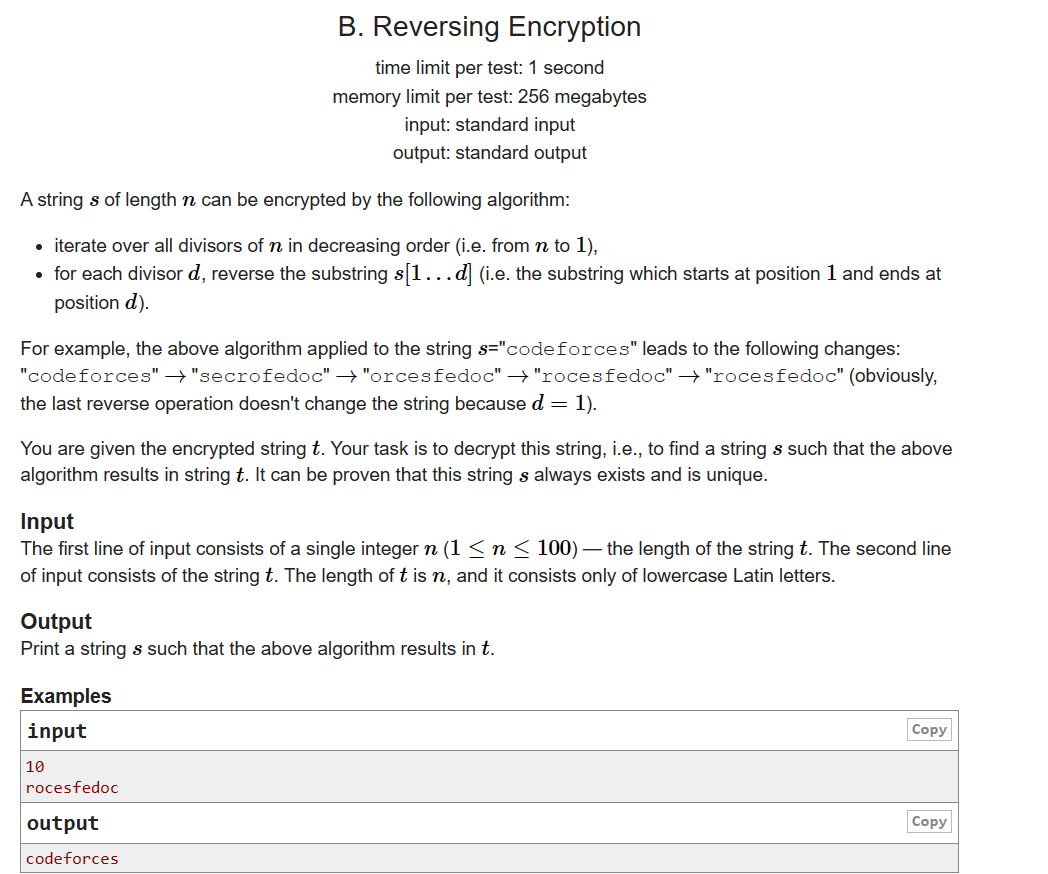 B. Reversing Encryption
time limit per test: 1 second
memory limit per test: 256 megabytes
input: standard input
output: standard output
A string s of length n can be encrypted by the following algorithm:
• iterate over all divisors of n in decreasing order (i.e. from n to 1),
• for each divisor d, reverse the substring s[1…d] (i.e. the substring which starts at position 1 and ends at
position d).
For example, the above algorithm applied to the string s="codeforces" leads to the following changes:
"codeforces" → "secrofedoc" → "orcesfedoc" → "rocesfedoc" → "rocesfedoc" (obviously,
the last reverse operation doesn't change the string because d = 1).
You are given the encrypted string t. Your task is to decrypt this string, i.e., to find a string s such that the above
algorithm results in string t. It can be proven that this string s always exists and is unique.
Input
The first line of input consists of a single integer n (1 ≤ n ≤ 100) — the length of the string t. The second line
of input consists of the string t. The length of t is n, and it consists only of lowercase Latin letters.
Output
Print a string s such that the above algorithm results in t.
Examples
input Copy
10
rocesfedoc
output Copy
codeforces